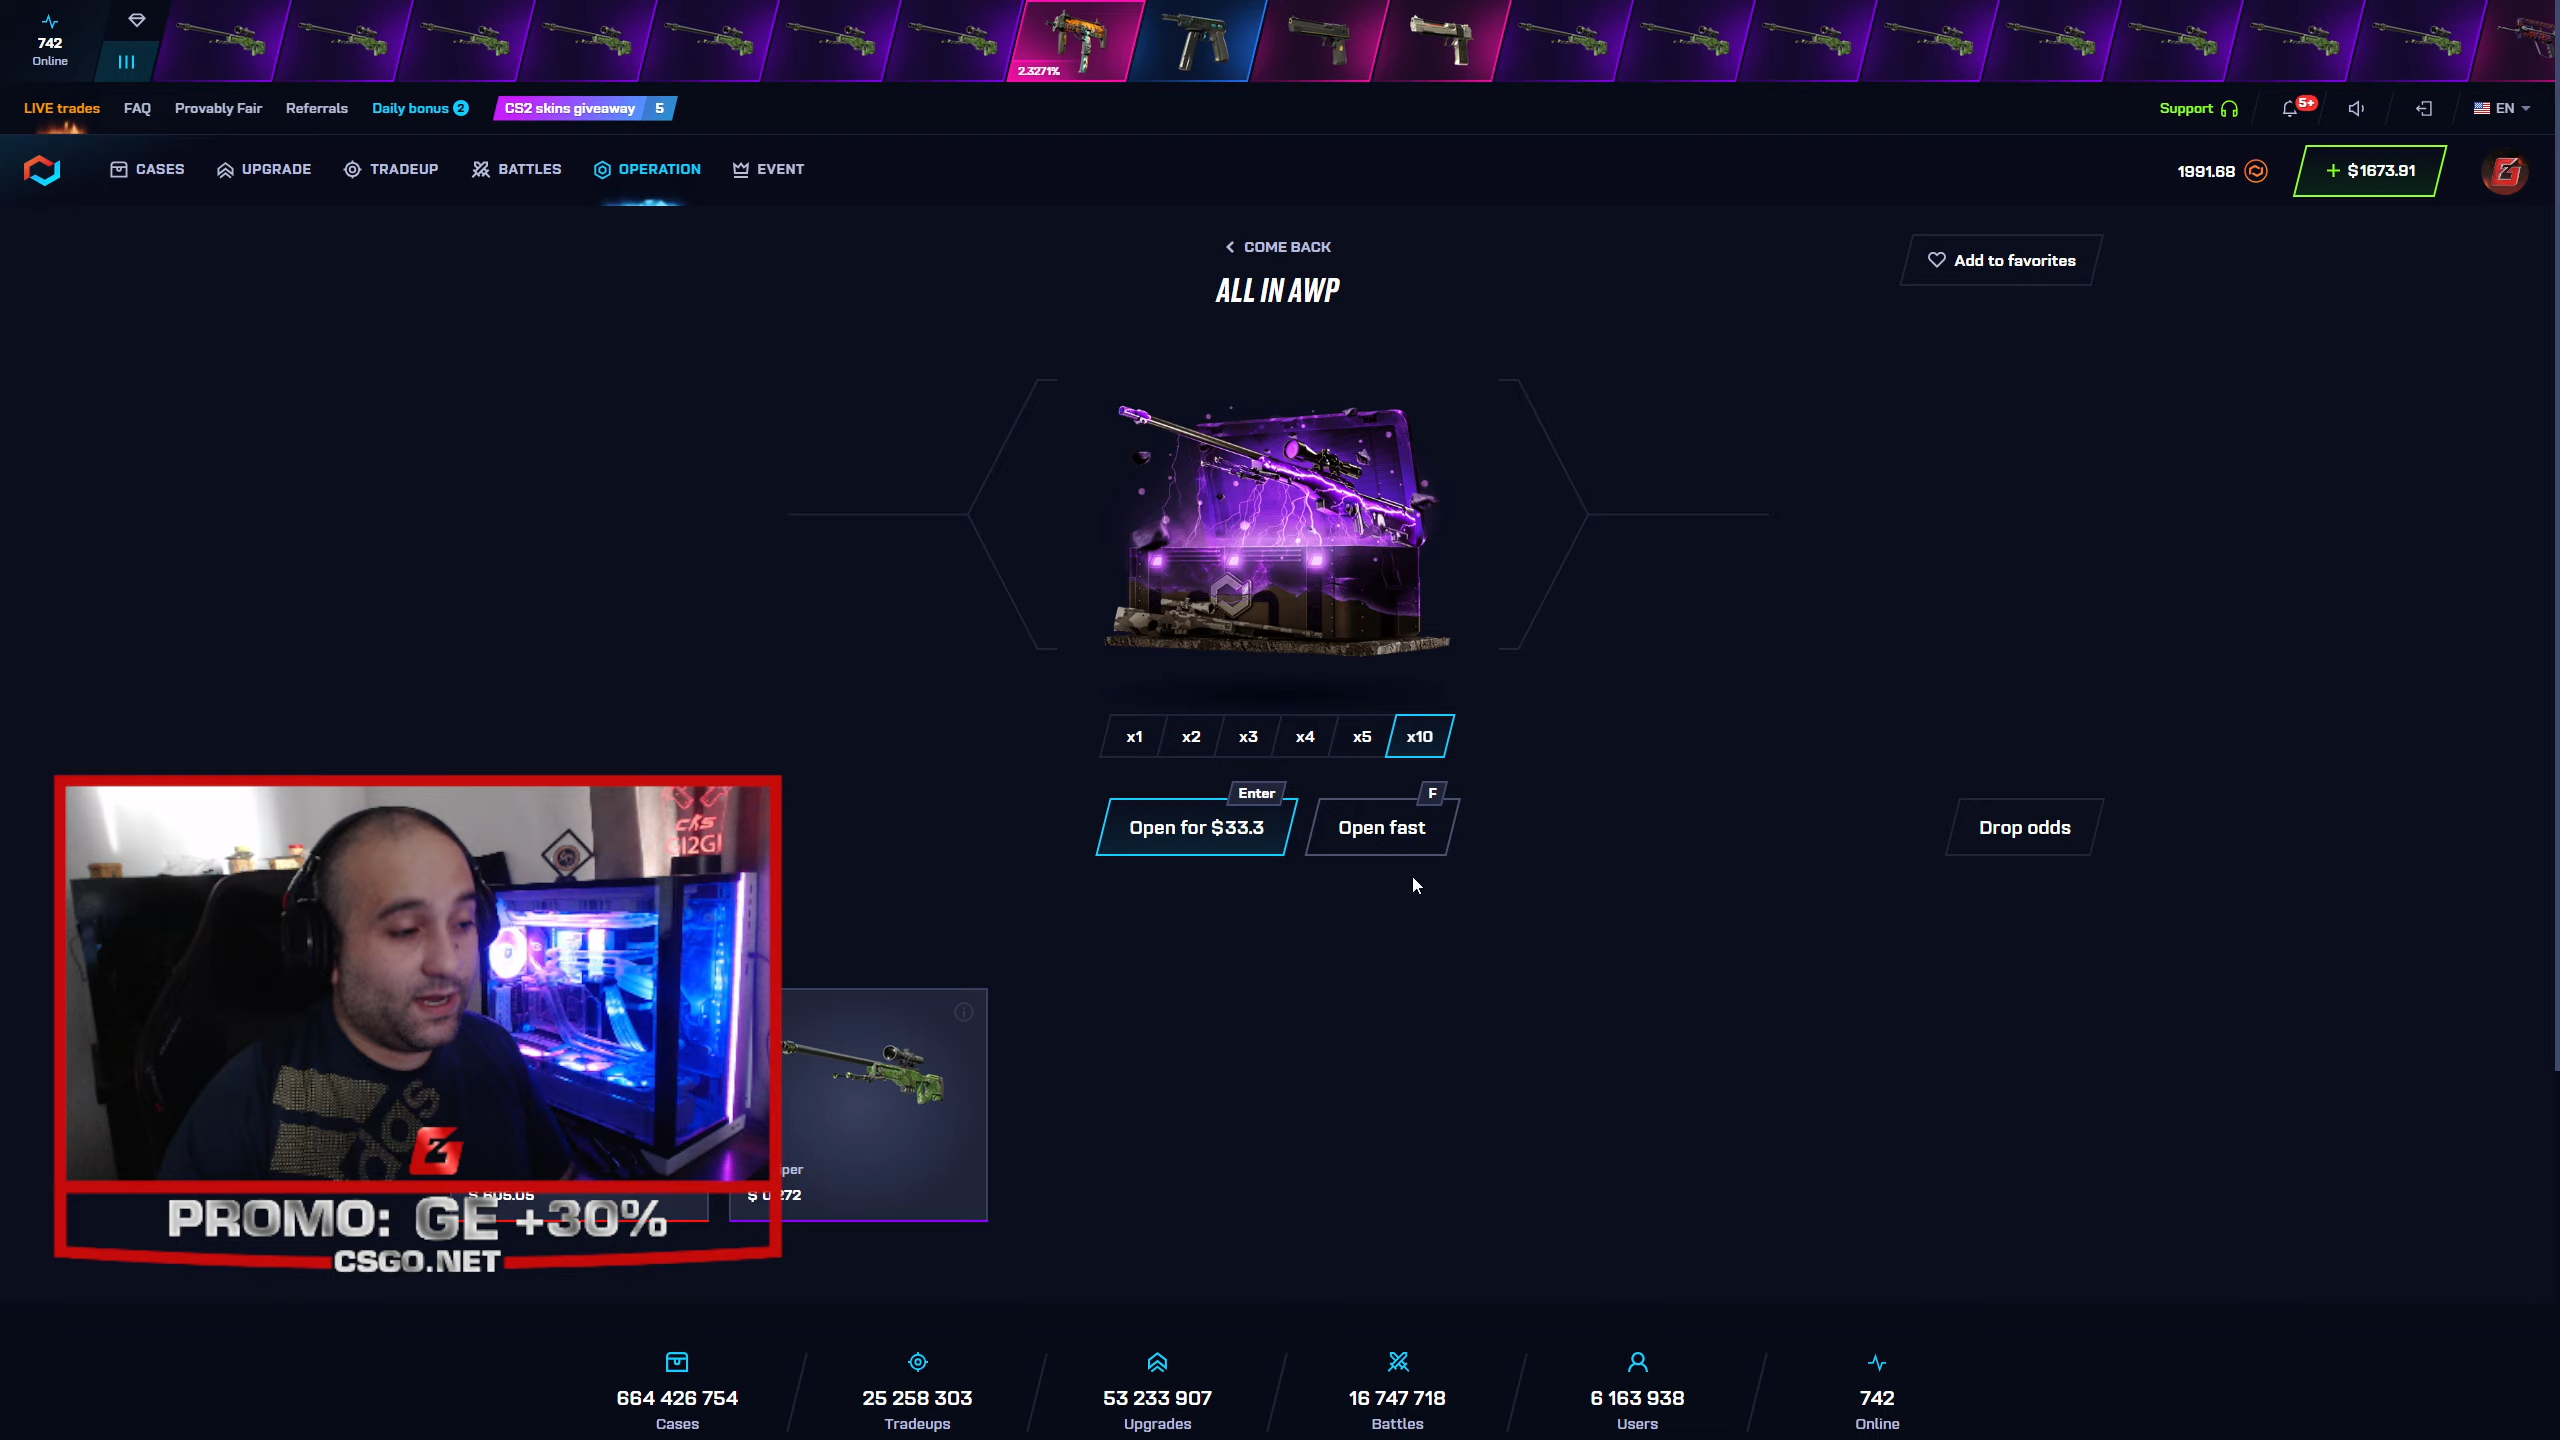 742
Online
2.3271%
LIVE trades
FAQ
Provably Fair
Referrals
Daily bonus 2
CS2 skins giveaway 5
Support
5+
EN
CASES
UPGRADE
TRADEUP
BATTLES
OPERATION
EVENT
1991.68
+ $1673.91
COME BACK
ALL IN AWP
Add to favorites
x1
x2
x3
x4
x5
x10
Enter
Open for $33.3
F
Open fast
Drop odds
PROMO: GE +30%
CSGO.NET
664 426 754
Cases
25 258 303
Tradeups
53 233 907
Upgrades
16 747 718
Battles
6 163 938
Users
742
Online